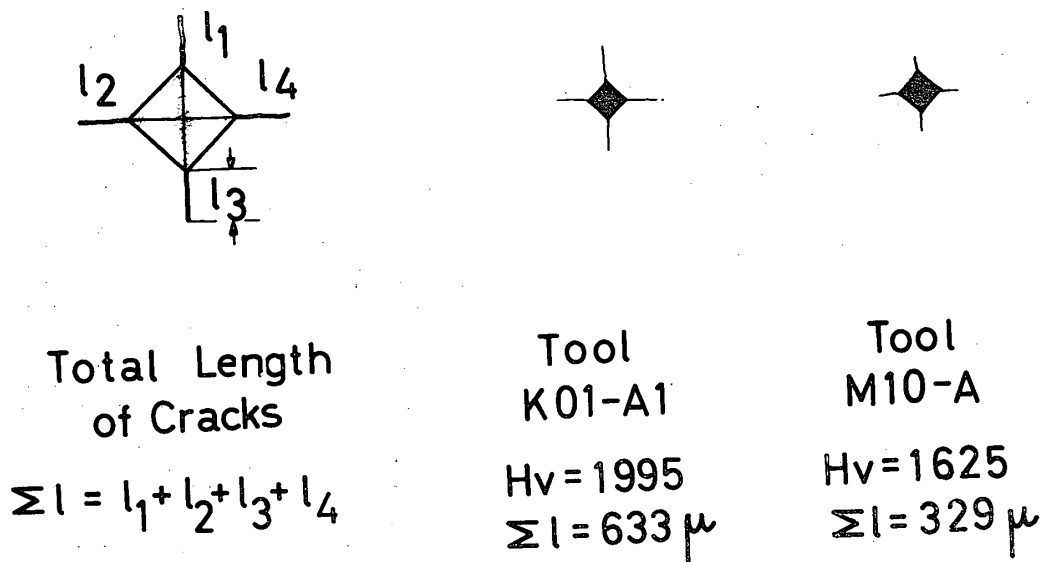 l1
l2
l4
l3
Total Length
of Cracks
Σl = l1+l2+l3+l4
Tool
K01-A1
Hv=1995
Σl=633μ
Tool
M10-A
Hv=1625
Σl=329μ